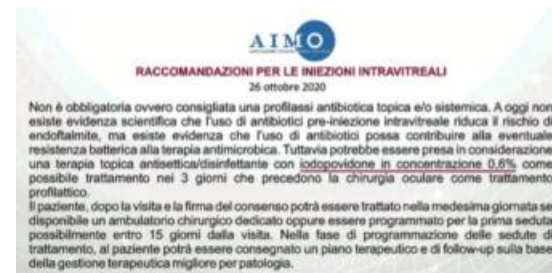 AIMO
RACCOMANDAZIONI PER LE INIEZIONI INTRAVITREALI
26 ottobre 2020
Non è obbligatoria ovvero consigliata una profilassi antibiotica topica e/o sistemica. A oggi non
esiste evidenza scientifica che l'uso di antibiotici pre-iniezione intravitreale riduca il rischio di
endoftalmite, ma esiste evidenza che l'uso di antibiotici possa contribuire alla eventuale
resistenza batterica alla terapia antimicrobica. Tuttavia potrebbe essere presa in considerazione
una terapia topica antisettica/disinfettante con iodopovidone in concentrazione 0,6% come
possibile trattamento nei 3 giorni che precedono la chirurgia oculare come trattamento
profilattico.
Il paziente, dopo la visita e la firma del consenso potrà essere trattato nella medesima giornata se
disponibile un ambulatorio chirurgico dedicato oppure essere programmato per la prima seduta
possibilmente entro 15 giorni dalla visita. Nella fase di programmazione delle sedute di
trattamento, al paziente potrà essere consegnato un piano terapeutico e di follow-up sulla base
della gestione terapeutica migliore per patologia.